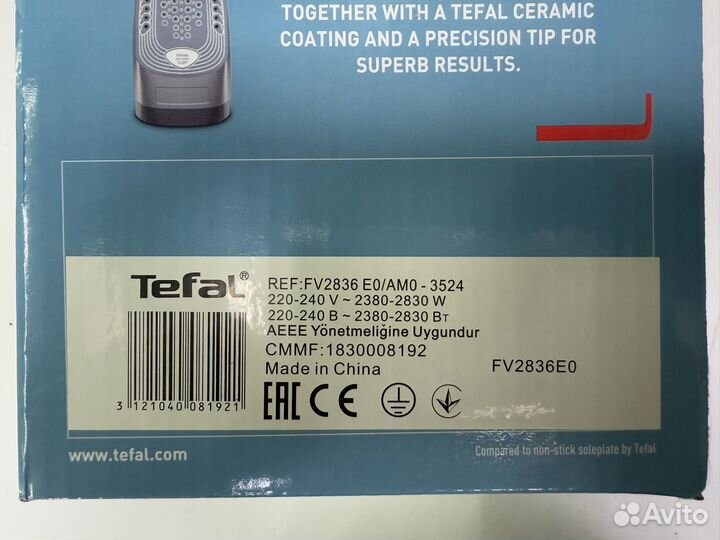 TOGETHER WITH A TEFAL CERAMIC
COATING AND A PRECISION TIP FOR
SUPERB RESULTS.
Tefal®
REF:FV2836 E0/AM0 - 3524
220-240 V ~ 2380-2830 W
220-240 В ~ 2380-2830 Вт
AEEE Yönetmeliğine Uygundur
CMMF:1830008192
Made in China
FV2836E0
3 121040 081921
EAC CE
www.tefal.com
Compared to non-stick soleplate by Tefal
Avito